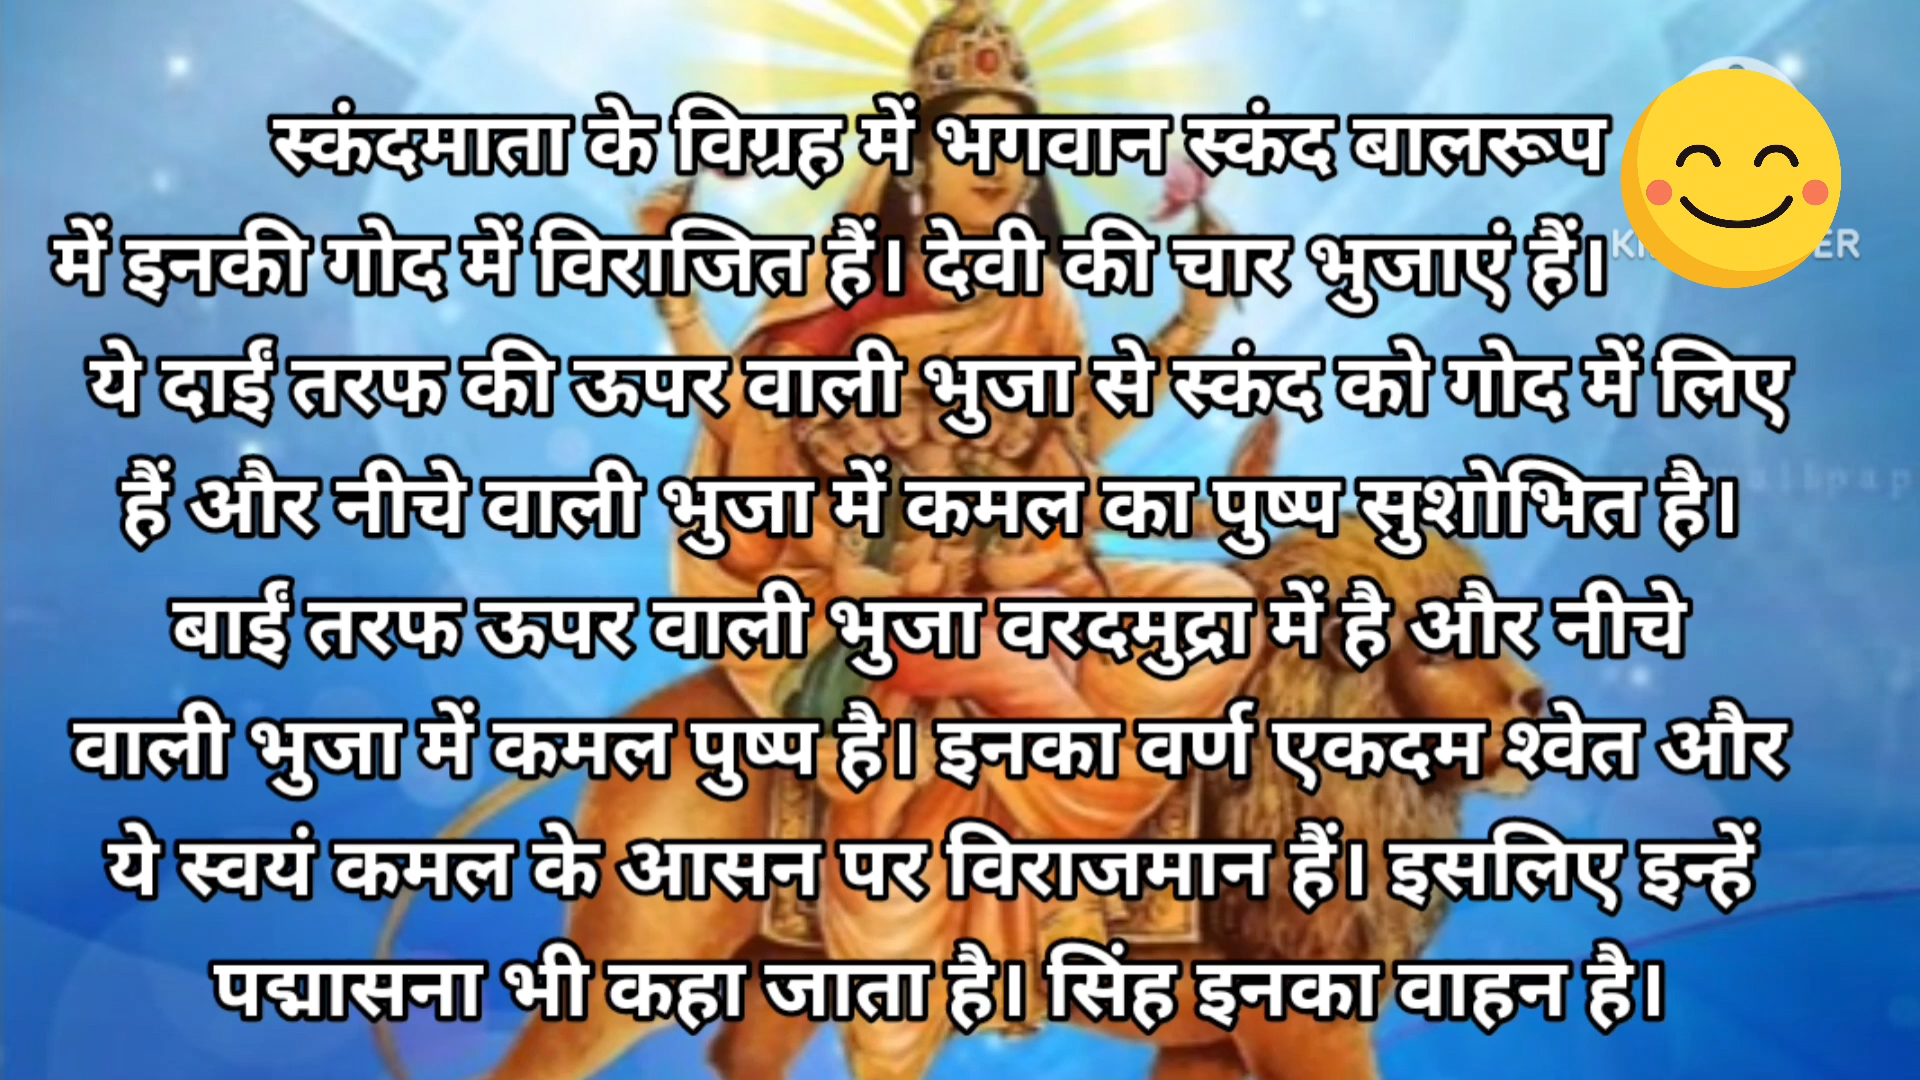 स्कंदमाता के विग्रह में भगवान स्कंद बालरूप
में इनकी गोद में विराजित हैं। देवी की चार भुजाएं हैं।
ये दाईं तरफ की ऊपर वाली भुजा से स्कंद को गोद में लिए
हैं और नीचे वाली भुजा में कमल का पुष्प सुशोभित है।
बाईं तरफ ऊपर वाली भुजा वरदमुद्रा में है और नीचे
वाली भुजा में कमल पुष्प है। इनका वर्ण एकदम श्वेत और
ये स्वयं कमल के आसन पर विराजमान हैं। इसलिए इन्हें
पद्मासना भी कहा जाता है। सिंह इनका वाहन है।